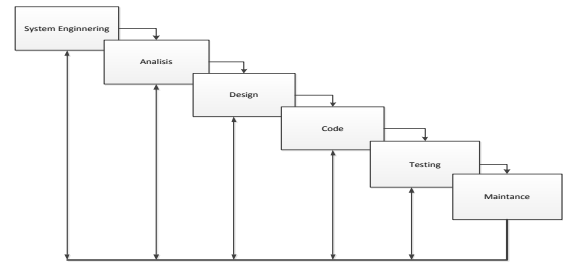 System Enginnering
Analisis
Design
Code
Testing
Maintance